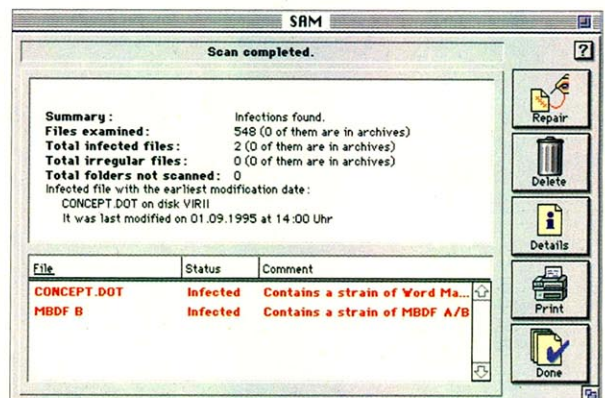 SAM
Scan completed.
?
Summary: Infections found.
Files examined: 548 (0 of them are in archives)
Total infected files: 2 (0 of them are in archives)
Total irregular files: 0 (0 of them are in archives)
Total folders not scanned: 0
Infected file with the earliest modification date:
CONCEPT.DOT on disk VIRII
It was last modified on 01.09.1995 at 14:00 Uhr
File Status Comment
CONCEPT.DOT Infected Contains a strain of Word Ma...
MBDF B Infected Contains a strain of MBDF A/B
Repair
Delete
Details
Print
Done